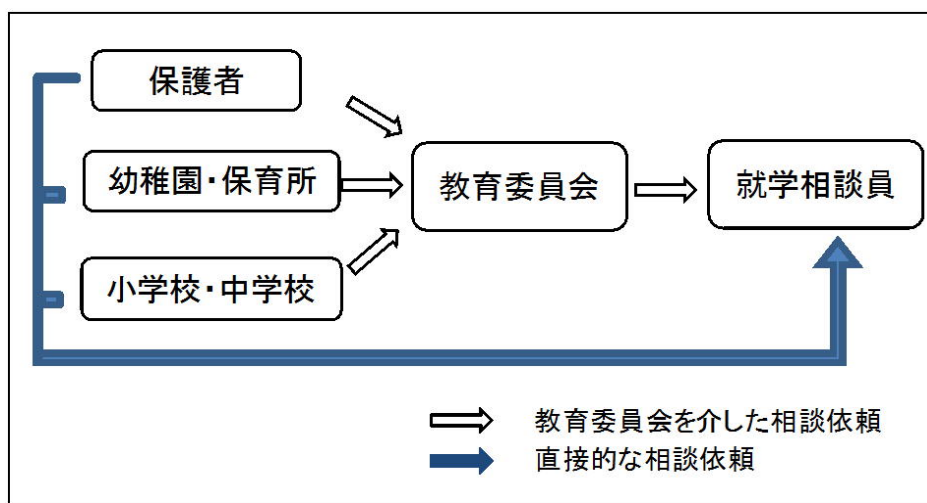 保護者
幼稚園・保育所
小学校・中学校
教育委員会
就学相談員
教育委員会を介した相談依頼
直接的な相談依頼